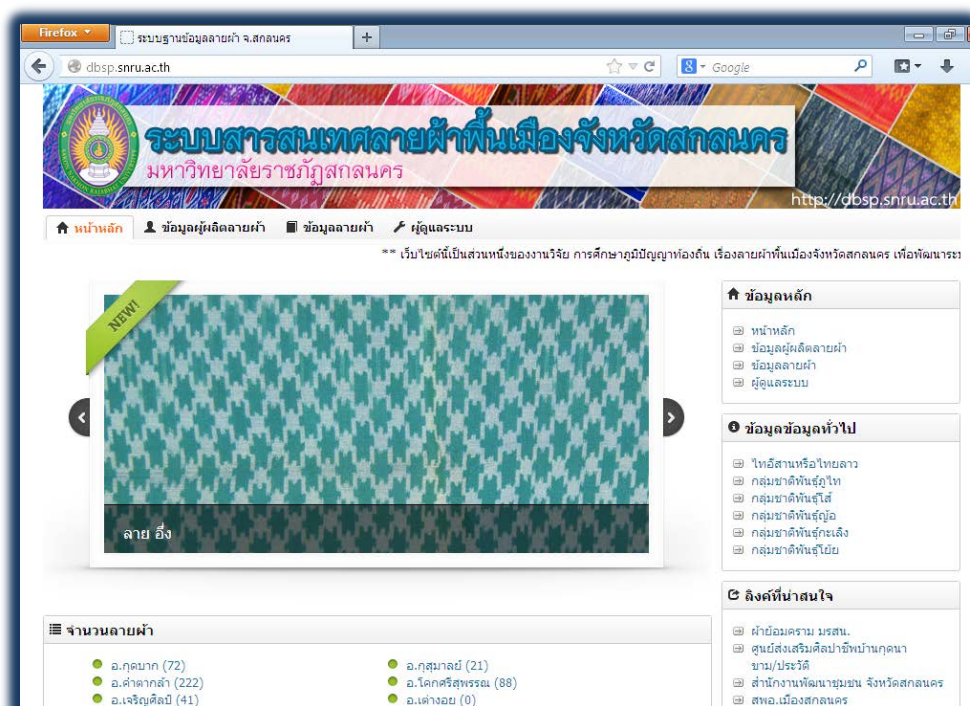 Firefox
ระบบฐานข้อมูลลายผ้า จ.สกลนคร
dbsp.snru.ac.th
Google
ระบบสารสนเทศลายผ้าพื้นเมืองจังหวัดสกลนคร
มหาวิทยาลัยราชภัฏสกลนคร
http://dbsp.snru.ac.th
หน้าหลัก ข้อมูลผู้ผลิตลายผ้า ข้อมูลลายผ้า ผู้ดูแลระบบ
** เว็บไซต์นี้เป็นส่วนหนึ่งของงานวิจัย การศึกษาภูมิปัญญาท้องถิ่น เรื่องลายผ้าพื้นเมืองจังหวัดสกลนคร เพื่อพัฒนาระบ
NEW!
ลาย อึ่ง
ข้อมูลหลัก
หน้าหลัก
ข้อมูลผู้ผลิตลายผ้า
ข้อมูลลายผ้า
ผู้ดูแลระบบ
ข้อมูลข้อมูลทั่วไป
ไทอีสานหรือไทยลาว
กลุ่มชาติพันธุ์ภูไท
กลุ่มชาติพันธุ์โส้
กลุ่มชาติพันธุ์ญ้อ
กลุ่มชาติพันธุ์กะเลิง
กลุ่มชาติพันธุ์โย้ย
ลิงค์ที่น่าสนใจ
ผ้าย้อมคราม มรสน.
ศูนย์ส่งเสริมศิลปาชีพบ้านกุดนา
ขาม/ประวัติ
สำนักงานพัฒนาชุมชน จังหวัดสกลนคร
สพอ.เมืองสกลนคร
จำนวนลายผ้า
อ.กุดบาก (72)
อ.กุสุมาลย์ (21)
อ.คำตากล้า (222)
อ.โคกศรีสุพรรณ (88)
อ.เจริญศิลป์ (41)
อ.เต่างอย (0)